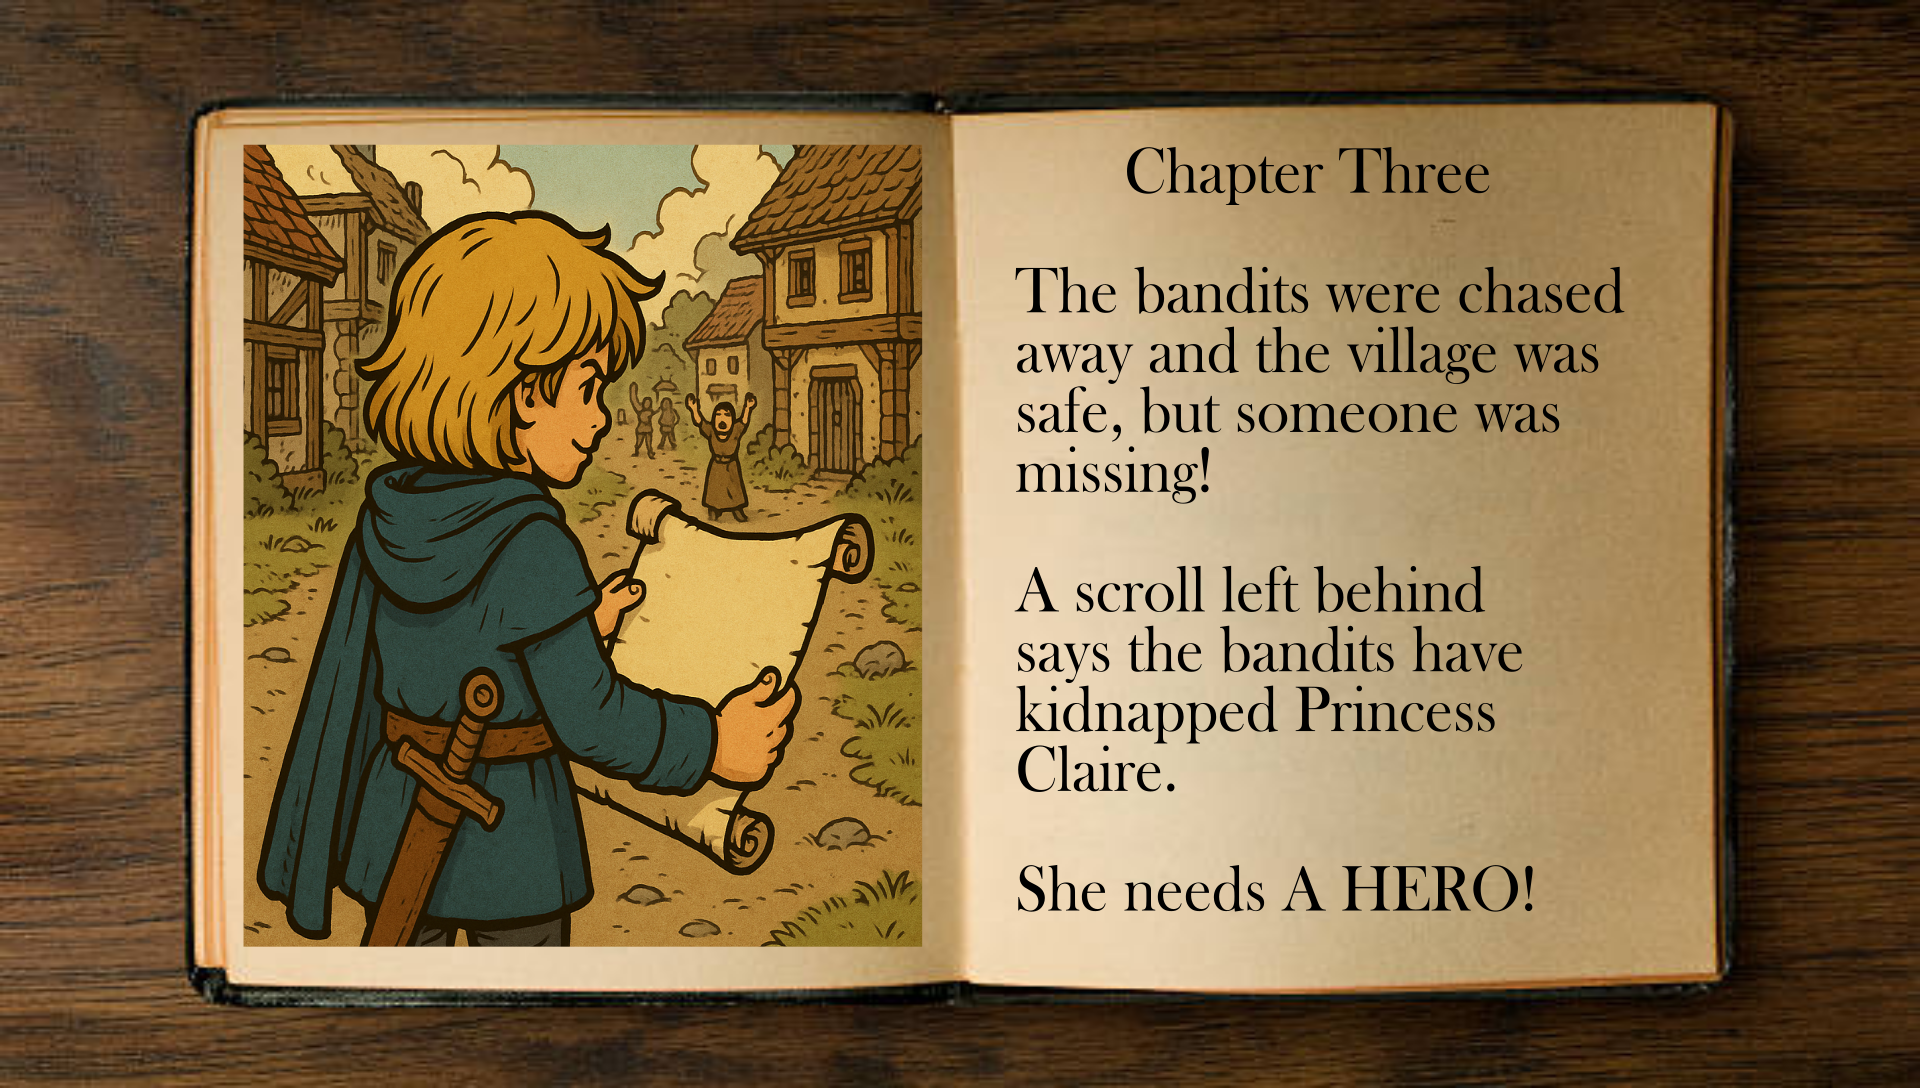 Chapter Three
The bandits were chased
away and the village was
safe, but someone was
missing!
A scroll left behind
says the bandits have
kidnapped Princess
Claire.
She needs A HERO!